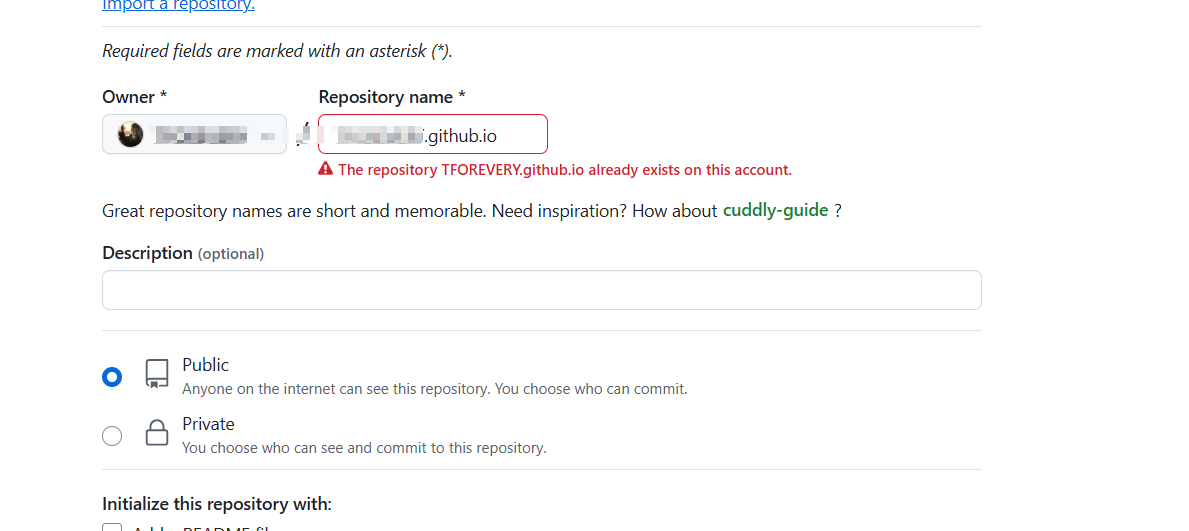 Import a repository.
Required fields are marked with an asterisk (*).
Owner * Repository name *
/ .github.io
The repository TFOREVERY.github.io already exists on this account.
Great repository names are short and memorable. Need inspiration? How about cuddly-guide ?
Description (optional)
Public
Anyone on the internet can see this repository. You choose who can commit.
Private
You choose who can see and commit to this repository.
Initialize this repository with: